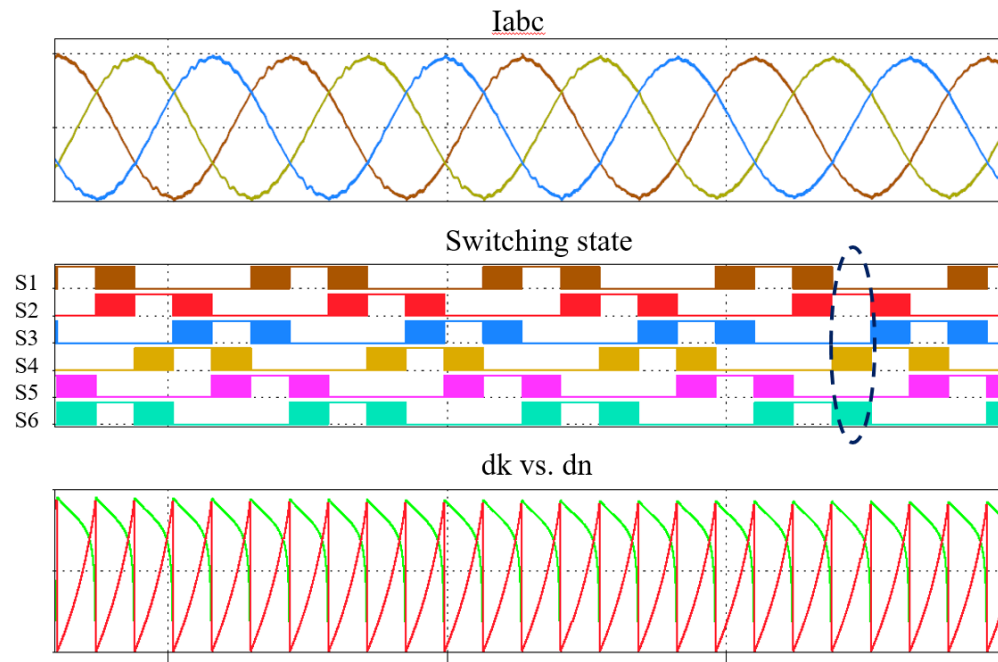 Iabc
Switching state
S1
S2
S3
S4
S5
S6
dk vs. dn